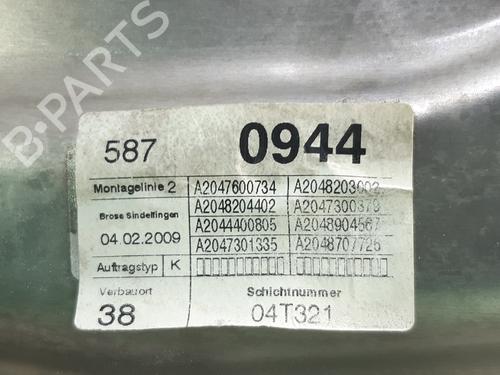 B-PARTS
587 0944
Montagelinie 2 A2047600734 A2048203002
Brose Sindelfingen A2048204402 A2047300379
A2044400805 A2048904567
04.02.2009 A2047301335 A2048707726
Auftragstyp K
Verbauort Schichtnummer
38 04T321